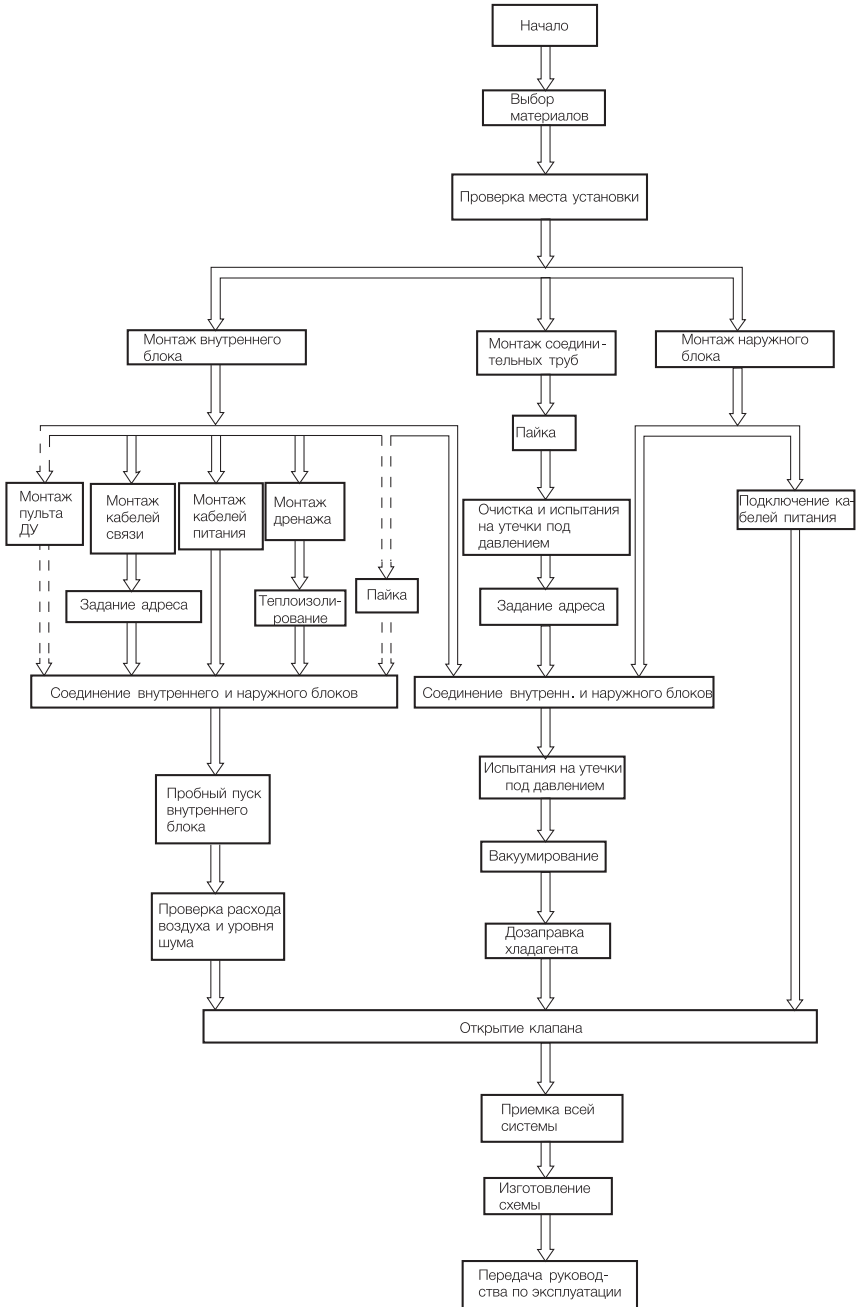 Начало
Выбор
материалов
Проверка места установки
Монтаж внутреннего
блока
Монтаж соедини-
тельных труб
Монтаж наружного
блока
Пайка
Монтаж
пульта
ДУ
Монтаж
кабелей
связи
Монтаж
кабелей
питания
Монтаж
дренажа
Очистка и испытания
на утечки под
давлением
Подключение ка-
белей питания
Задание адреса
Теплоизоли-
рование
Пайка
Задание адреса
Соединение внутреннего и наружного блоков
Соединение внутренн. и наружного блоков
Испытания на утечки
под давлением
Пробный пуск
внутреннего
блока
Вакуумирование
Проверка расхода
воздуха и уровня
шума
Дозаправка
хладагента
Открытие клапана
Приемка всей
системы
Изготовление
схемы
Передача руковод-
ства по эксплуатации